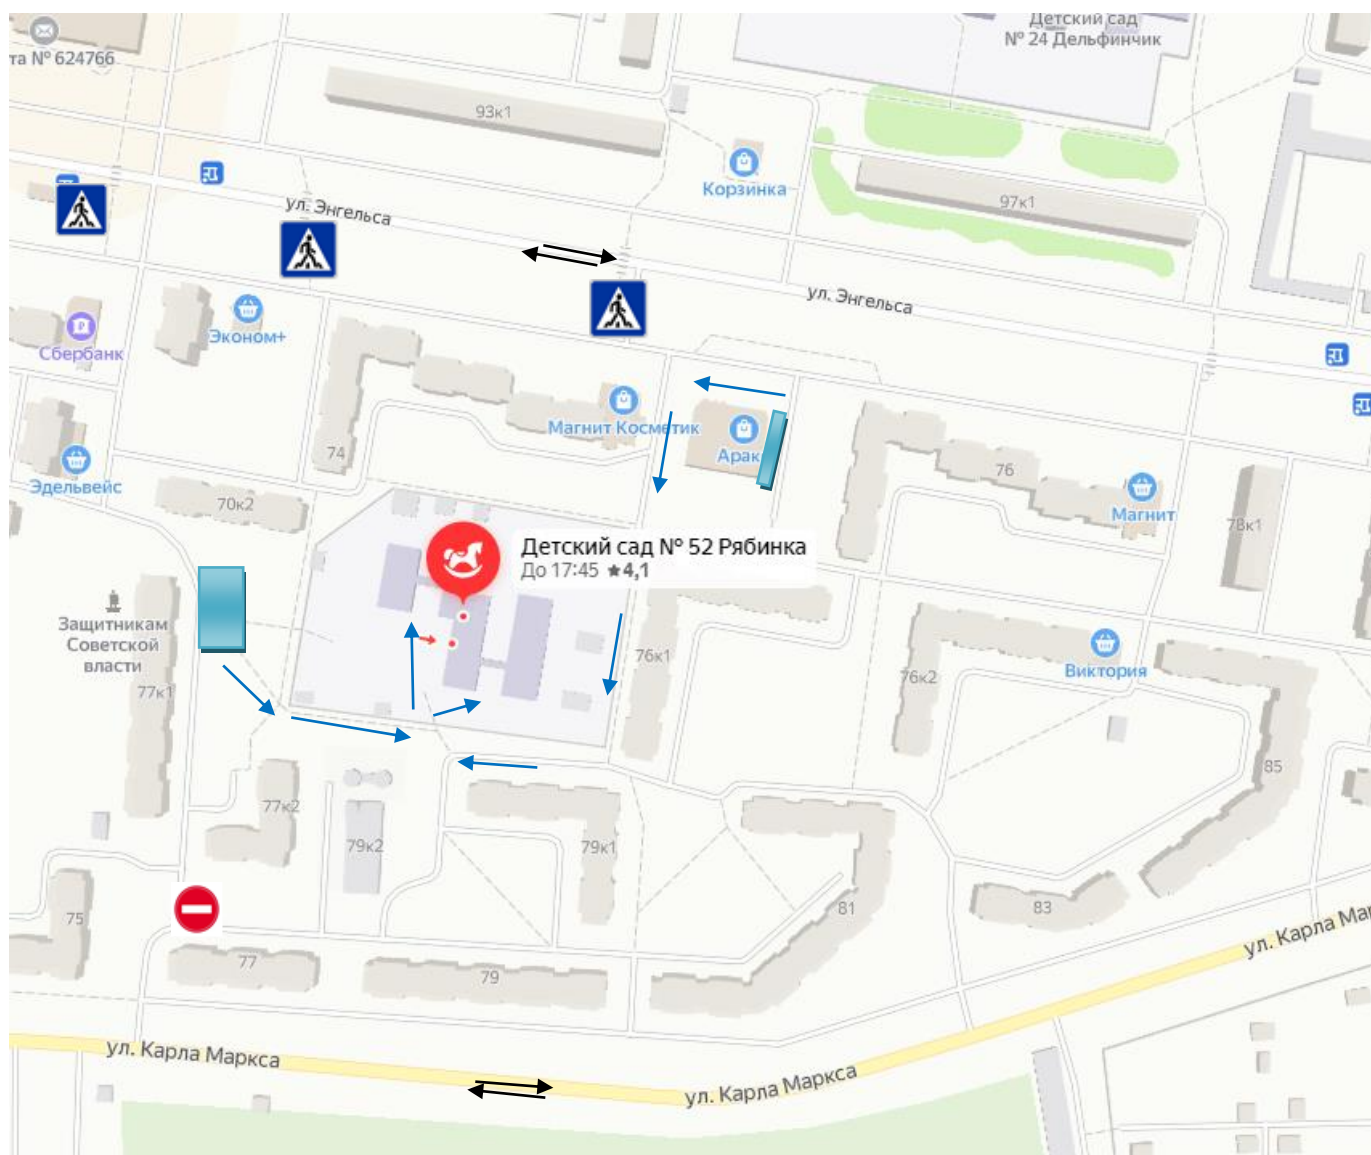 Детский сад
№ 24 Дельфинчик
та № 624766
93к1
Корзинка
97к1
ул. Энгельса
ул. Энгельса
Эконом+
Сбербанк
Магнит Косметик
Арак
74
76
Эдельвейс
70к2
Магнит
78к1
Детский сад № 52 Рябинка
До 17:45 ★4,1
Защитникам
Советской
власти
77к1
76к1
76к2
Виктория
85
77к2
79к2
79к1
81
83
75
77
79
ул. Карла Мар
ул. Карла Маркса
ул. Карла Маркса